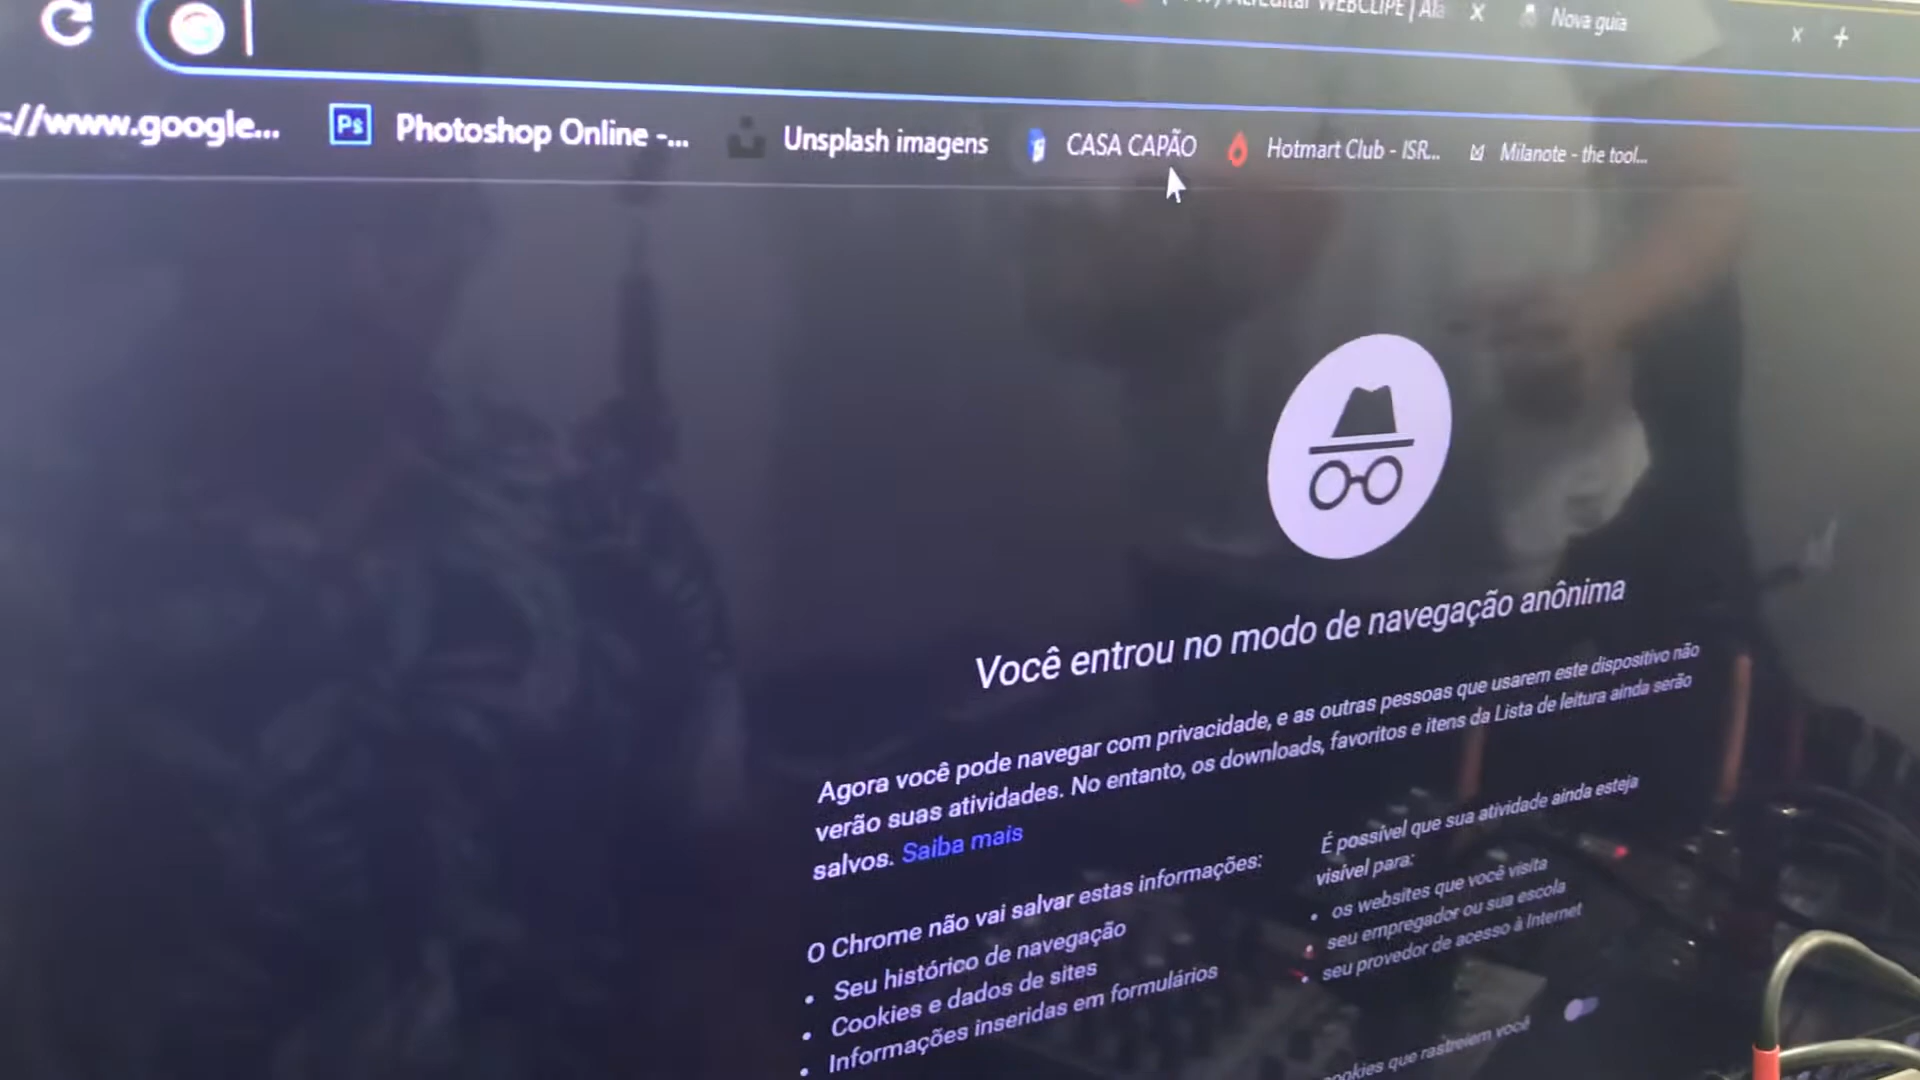 Acreditar WEBCLIPE | Ala
Nova guia
://www.google...
Ps
Photoshop Online -...
Unsplash imagens
CASA CAPÃO
Hotmart Club - ISR...
Milanote - the tool...
Você entrou no modo de navegação anônima
Agora você pode navegar com privacidade, e as outras pessoas que usarem este dispositivo não
verão suas atividades. No entanto, os downloads, favoritos e itens da Lista de leitura ainda serão
salvos. Saiba mais
O Chrome não vai salvar estas informações:
• Seu histórico de navegação
• Cookies e dados de sites
• Informações inseridas em formulários
É possível que sua atividade ainda esteja
visível para:
• os websites que você visita
• seu empregador ou sua escola
• seu provedor de acesso à Internet
cookies que rastreiem você